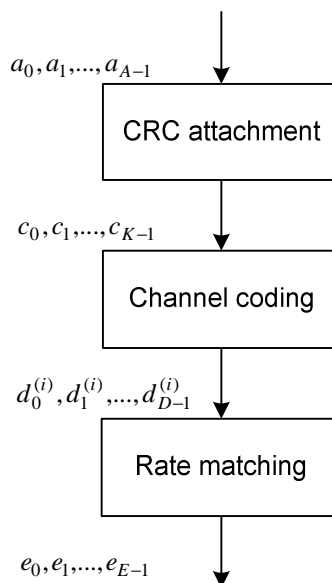 a_0, a_1, ..., a_{A-1}
CRC attachment
c_0, c_1, ..., c_{K-1}
Channel coding
d_0^{(i)}, d_1^{(i)}, ..., d_{D-1}^{(i)}
Rate matching
e_0, e_1, ..., e_{E-1}